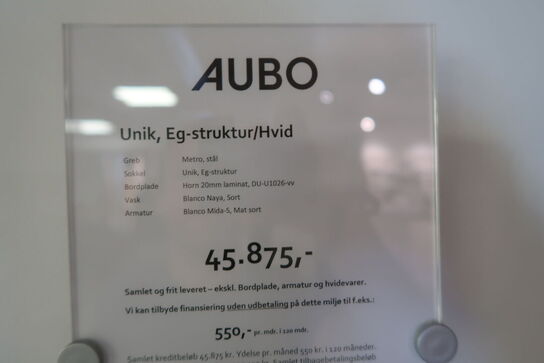 AUBO
Unik, Eg-struktur/Hvid
Greb Metro, stål
Sokkel Unik, Eg-struktur
Bordplade Horn 20mm laminat, DU-U1026-vv
Vask Blanco Naya, Sort
Armatur Blanco Mida-S, Mat sort
45.875,-
Samlet og frit leveret – ekskl. Bordplade, armatur og hvidevarer.
Vi kan tilbyde finansiering uden udbetaling på dette miljø til f.eks.:
550,- pr. mdr. i 120 mdr.
Samlet kreditbeløb 45.875 kr. Ydelse pr. måned 550 kr. i 120 måneder.
Samlet tilbagebetalingsbeløb